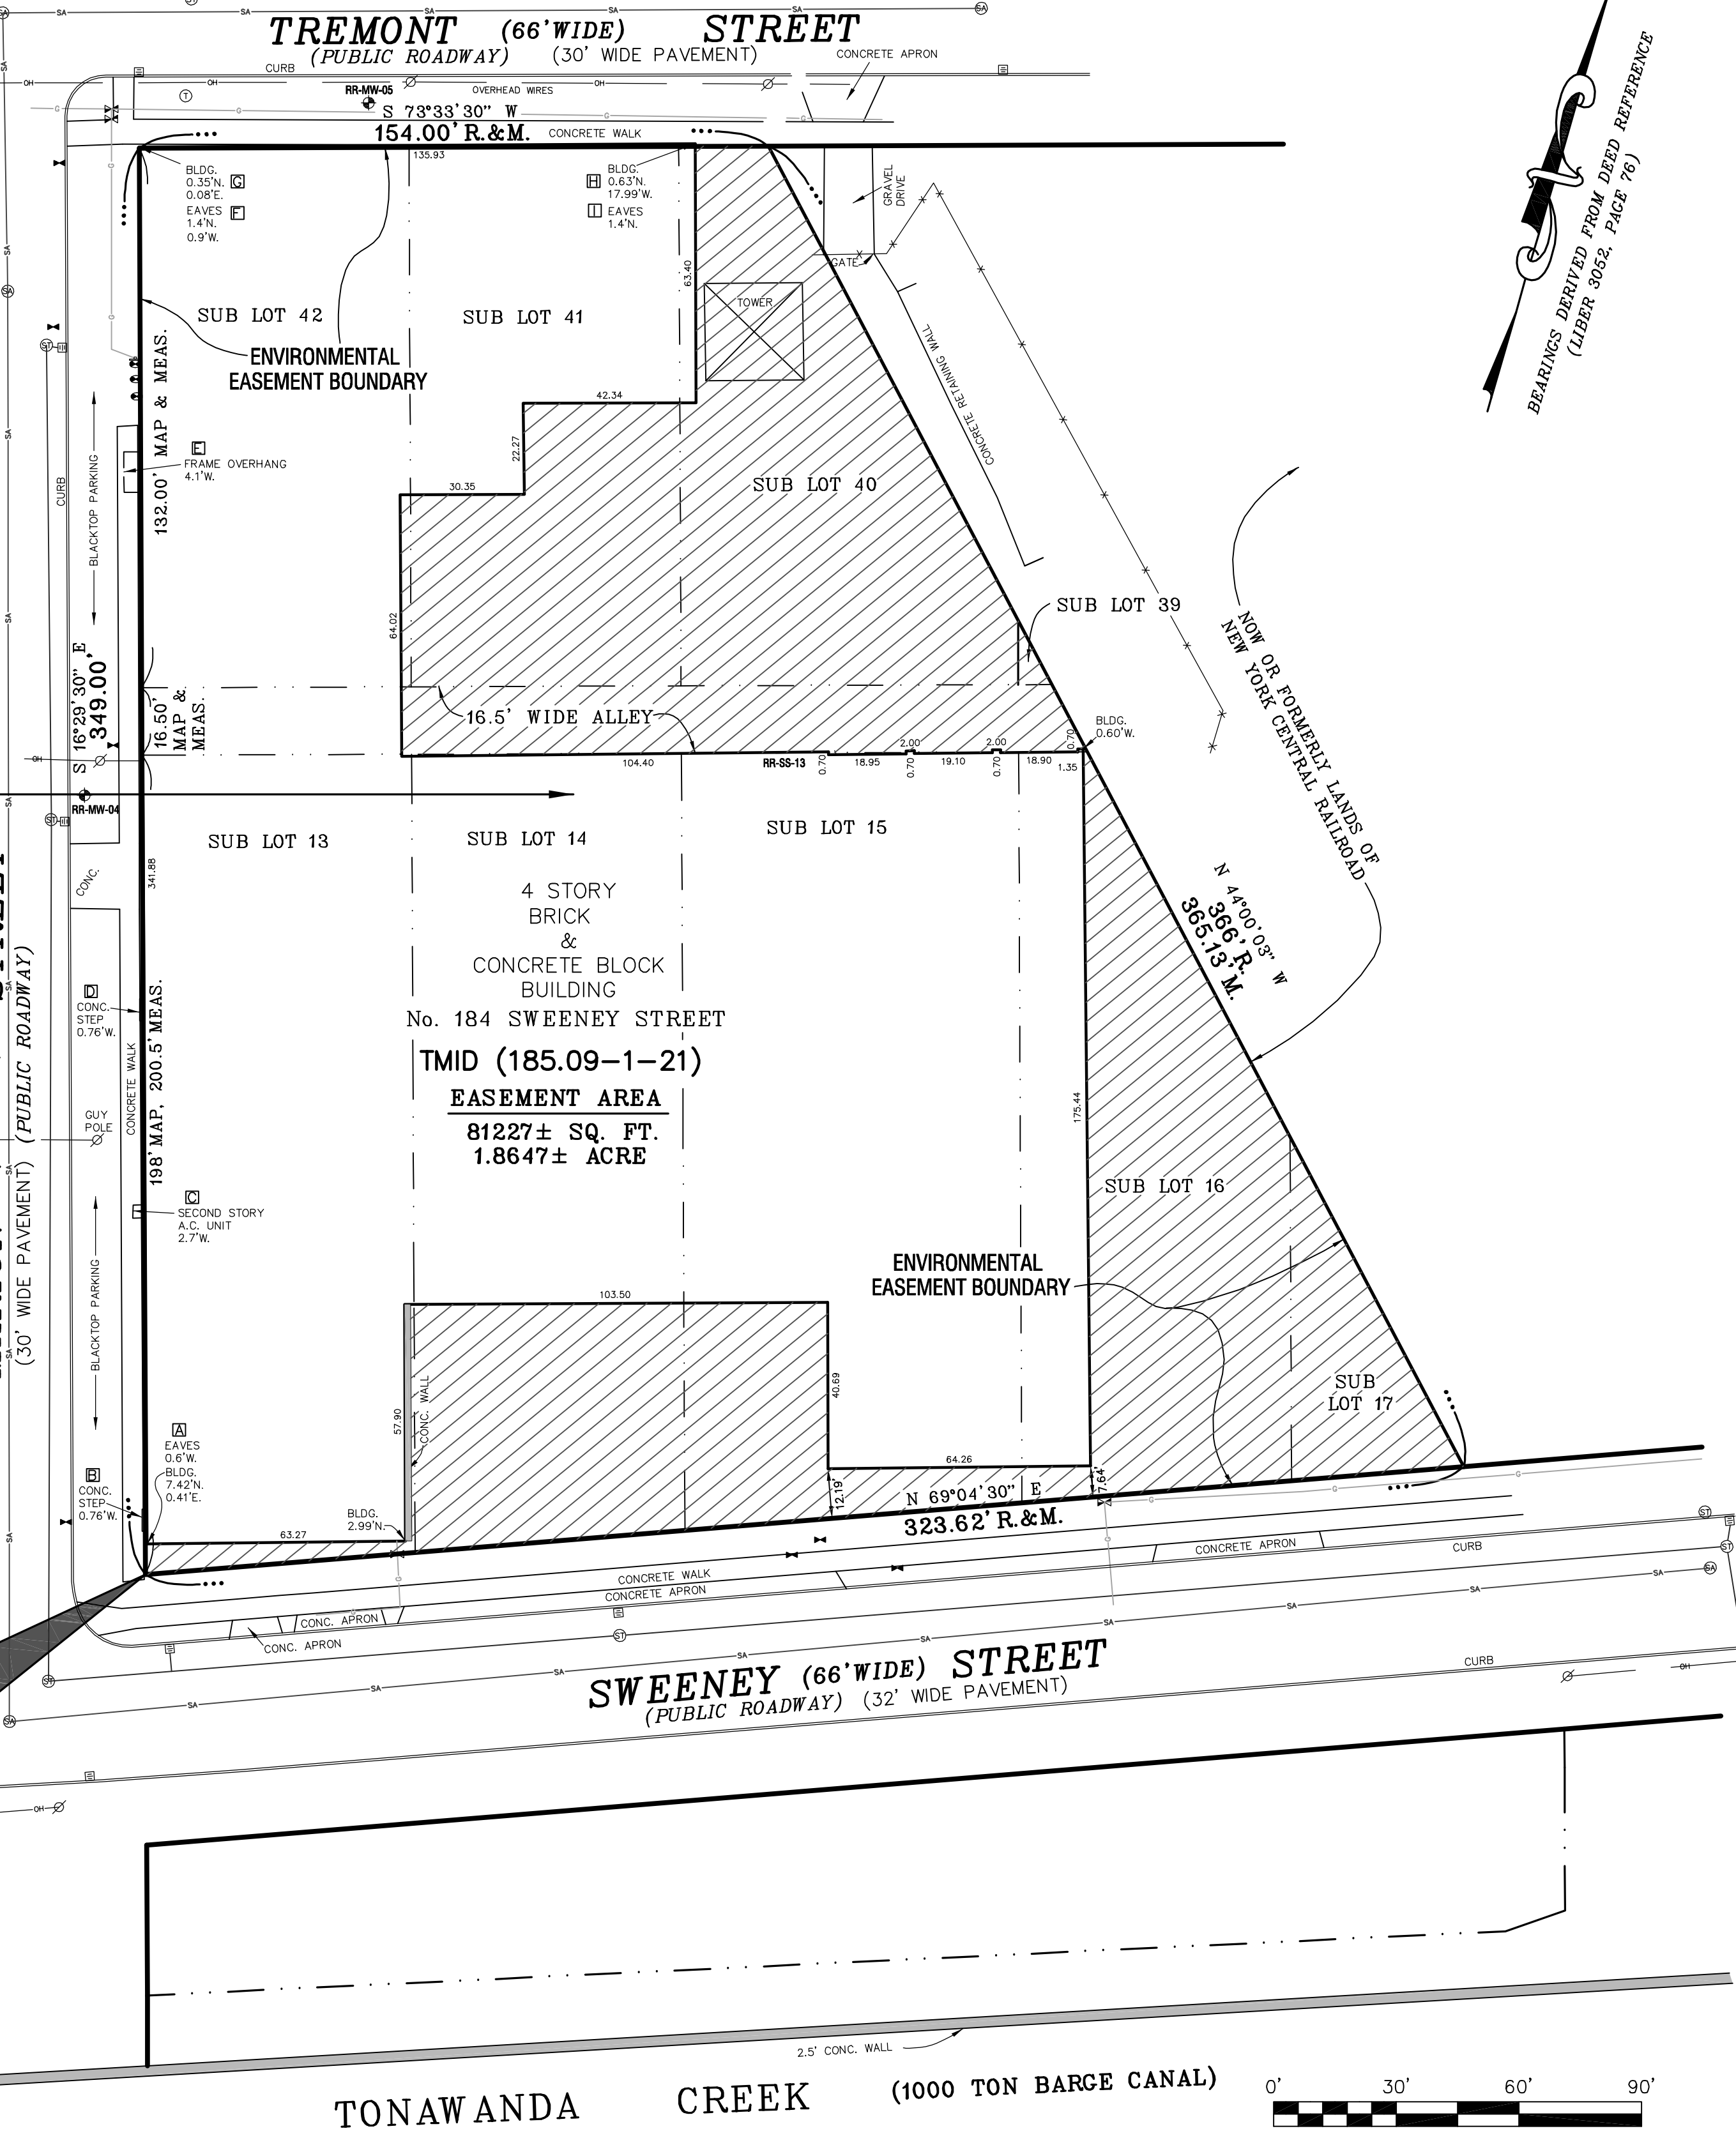 TREMONT (66'WIDE) STREET
(PUBLIC ROADWAY) (30' WIDE PAVEMENT)
CONCRETE APRON
CURB
RR-MW-05
OVERHEAD WIRES
S 73°33'30" W
154.00' R.&M.
CONCRETE WALK
135.93
BLDG.
0.35'N. G
0.08'E.
EAVES F
1.4'N.
0.9'W.
H BLDG.
0.63'N.
17.99'W.
I EAVES
1.4'N.
GRAVEL
DRIVE
GATE
63.40
TOWER
SUB LOT 42
SUB LOT 41
ENVIRONMENTAL
EASEMENT BOUNDARY
CONCRETE RETAINING WALL
BEARINGS DERIVED FROM DEED REFERENCE
(LIBER 3052, PAGE 76)
132.00' MAP & MEAS.
42.34
22.27
30.35
E
FRAME OVERHANG
4.1'W.
CURB
BLACKTOP PARKING
SUB LOT 40
64.02
SUB LOT 39
S 16°29'30" E
349.00'
16.50'
MAP &
MEAS.
16.5' WIDE ALLEY
BLDG.
0.60'W.
0.70
104.40
RR-SS-13
0.70
18.95
2.00
0.70
19.10
2.00
0.70
18.90
1.35
NOW OR FORMERLY LANDS OF
NEW YORK CENTRAL RAILROAD
RR-MW-04
SUB LOT 13
SUB LOT 14
SUB LOT 15
341.88
CONC.
4 STORY
BRICK
&
CONCRETE BLOCK
BUILDING
No. 184 SWEENEY STREET
TMID (185.09-1-21)
EASEMENT AREA
81227± SQ. FT.
1.8647± ACRE
N 44°00'03" W
366' R.
365.13' M.
(PUBLIC ROADWAY)
(30' WIDE PAVEMENT)
D
CONC.
STEP
0.76'W.
CONCRETE WALK
198' MAP, 200.5' MEAS.
GUY
POLE
175.44
C
SECOND STORY
A.C. UNIT
2.7'W.
SUB LOT 16
ENVIRONMENTAL
EASEMENT BOUNDARY
BLACKTOP PARKING
103.50
40.69
57.90
CONC. WALL
SUB
LOT 17
A
EAVES
0.6'W.
BLDG.
7.42'N.
0.41'E.
B
CONC.
STEP
0.76'W.
BLDG.
2.99'N.
63.27
64.26
12.19'
7.64'
N 69°04'30" E
323.62' R.&M.
CONCRETE WALK
CONCRETE APRON
CONCRETE APRON
CURB
CONC. APRON
CONC. APRON
SWEENEY (66'WIDE) STREET
(PUBLIC ROADWAY) (32' WIDE PAVEMENT)
CURB
2.5' CONC. WALL
TONAWANDA CREEK (1000 TON BARGE CANAL)
0' 30' 60' 90'